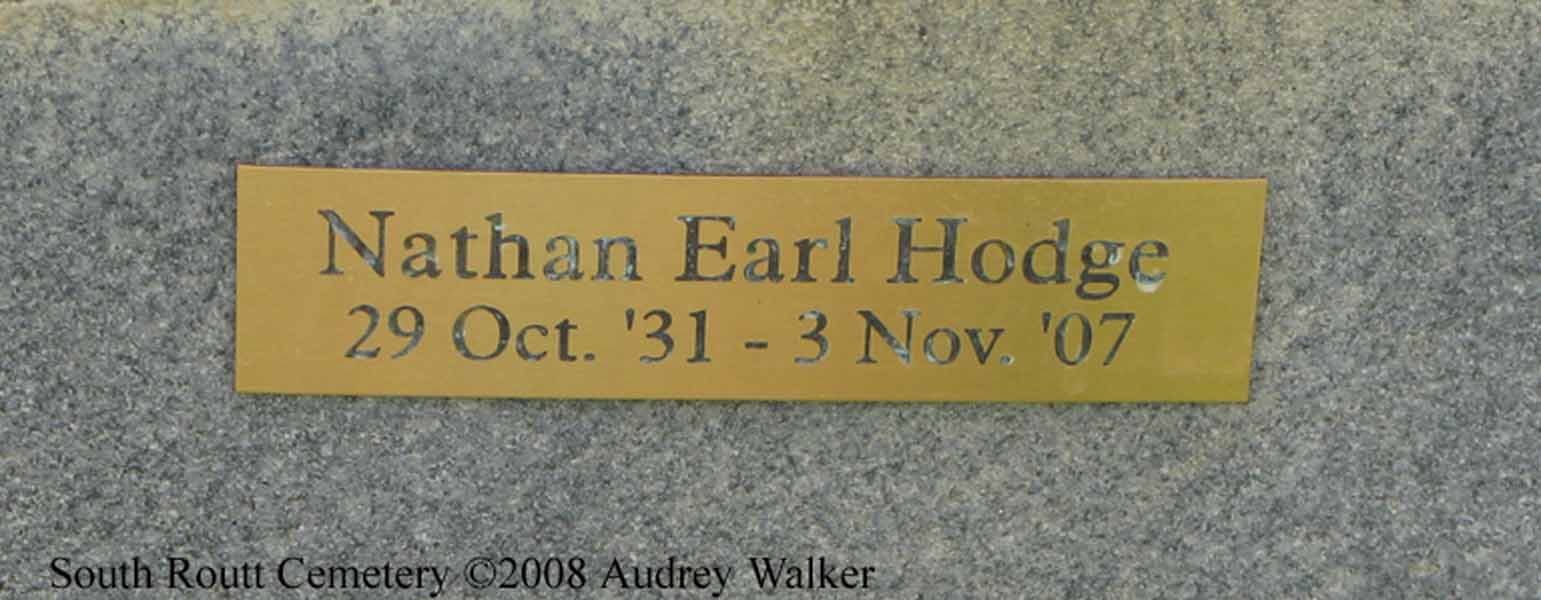 Nathan Earl Hodge
29 Oct. '31 - 3 Nov. '07
South Routt Cemetery ©2008 Audrey Walker